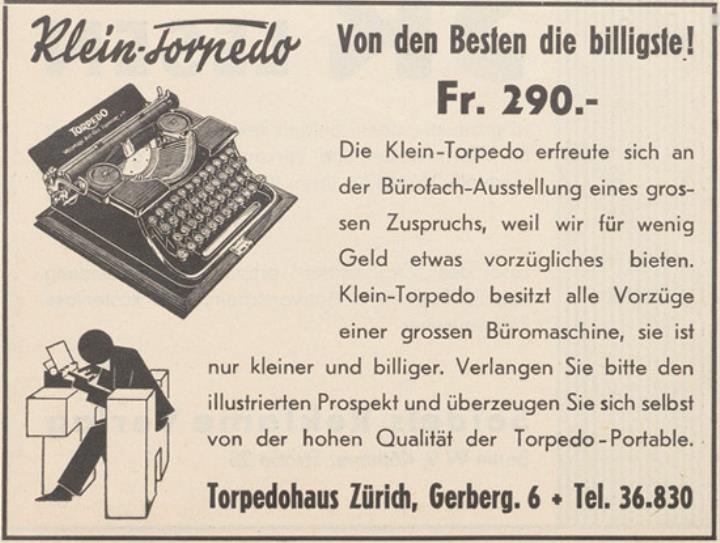 Klein-Torpedo
Von den Besten die billigste!
Fr. 290.-
TORPEDO
Die Klein-Torpedo erfreute sich an
der Bürofach-Ausstellung eines gros-
sen Zuspruchs, weil wir für wenig
Geld etwas vorzügliches bieten.
Klein-Torpedo besitzt alle Vorzüge
einer grossen Büromaschine, sie ist
nur kleiner und billiger. Verlangen Sie bitte den
illustrierten Prospekt und überzeugen Sie sich selbst
von der hohen Qualität der Torpedo-Portable.
Torpedohaus Zürich, Gerberg. 6 • Tel. 36.830